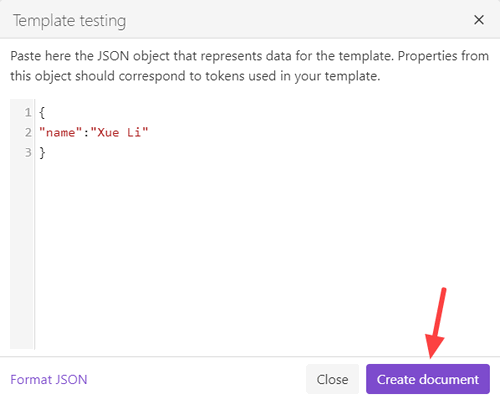 Template testing
Paste here the JSON object that represents data for the template. Properties from
this object should correspond to tokens used in your template.
1 {
2 "name":"Xue Li"
3 }
Format JSON Close Create document